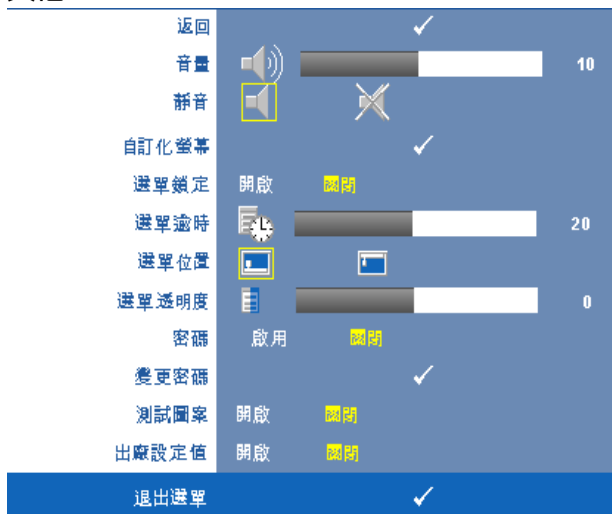 返回
音量 10
靜音
自訂化螢幕
選單鎖定 開啟 關閉
選單逾時 20
選單位置
選單透明度 0
密碼 啟用 關閉
變更密碼
測試圖案 開啟 關閉
出廠設定值 開啟 關閉
退出選單